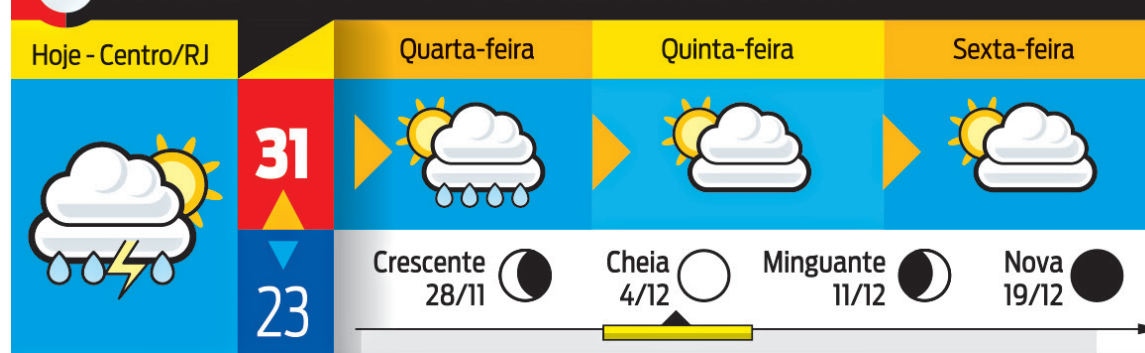 Hoje - Centro/RJ
31
23
Quarta-feira
Quinta-feira
Sexta-feira
Crescente
28/11
Cheia
4/12
Minguante
11/12
Nova
19/12